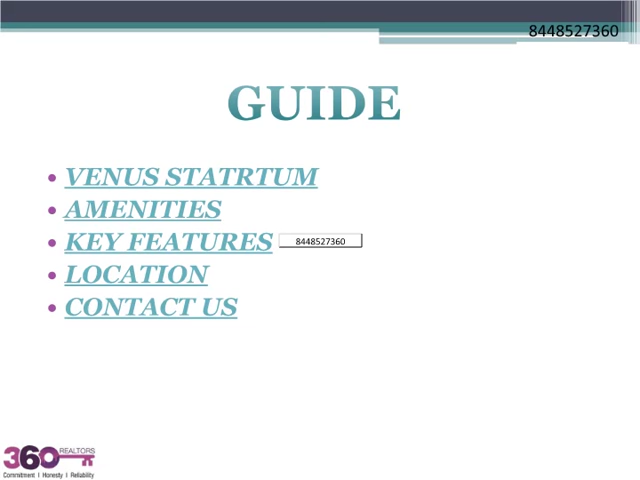 8448527360
GUIDE
• VENUS STATRTUM
• AMENITIES
• KEY FEATURES 8448527360
• LOCATION
• CONTACT US
360 REALTORS
Commitment I Honesty I Reliability